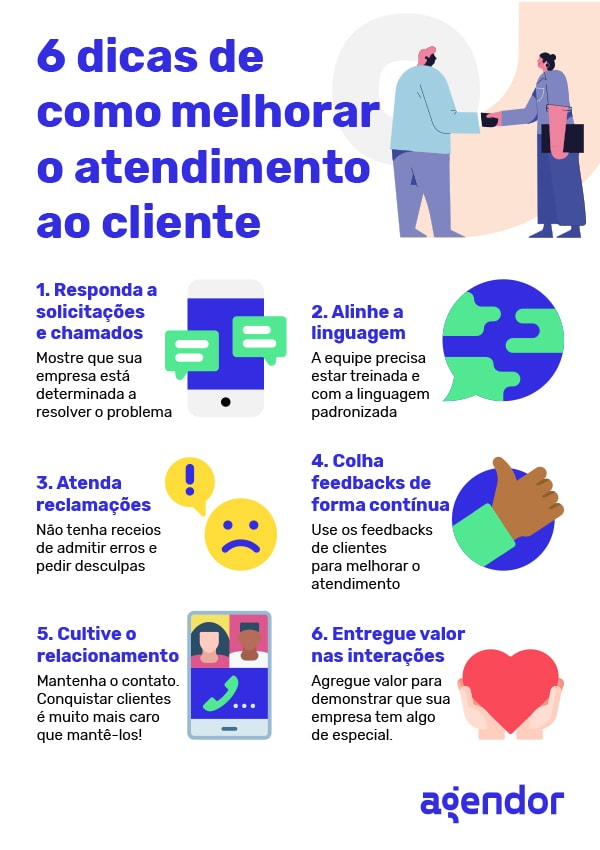 6 dicas de
como melhorar
o atendimento
ao cliente
1. Responda a
solicitações
e chamados
Mostre que sua
empresa está
determinada a
resolver o problema
2. Alinhe a
linguagem
A equipe precisa
estar treinada e
com a linguagem
padronizada
3. Atenda
reclamações
Não tenha receios
de admitir erros e
pedir desculpas
4. Colha
feedbacks de
forma contínua
Use os feedbacks
de clientes
para melhorar o
atendimento
5. Cultive o
relacionamento
Mantenha o contato.
Conquistar clientes
é muito mais caro
que mantê-los!
6. Entregue valor
nas interações
Agregue valor para
demonstrar que sua
empresa tem algo
de especial.
agendor